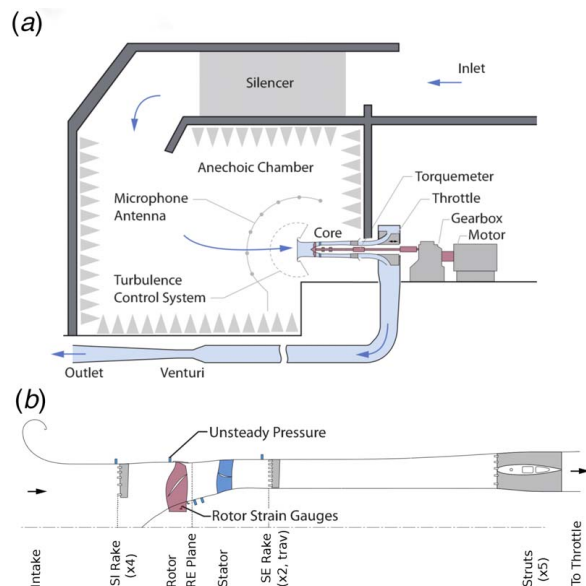 (a)
Silencer
Inlet
Anechoic Chamber
Microphone
Antenna
Core
Torquemeter
Throttle
Gearbox
Motor
Turbulence
Control System
Outlet
Venturi
(b)
Unsteady Pressure
Rotor Strain Gauges
Intake
SI Rake
(x4)
Rotor
RE Plane
Stator
SE Rake
(x2, trav)
Struts
(x5)
To Throttle